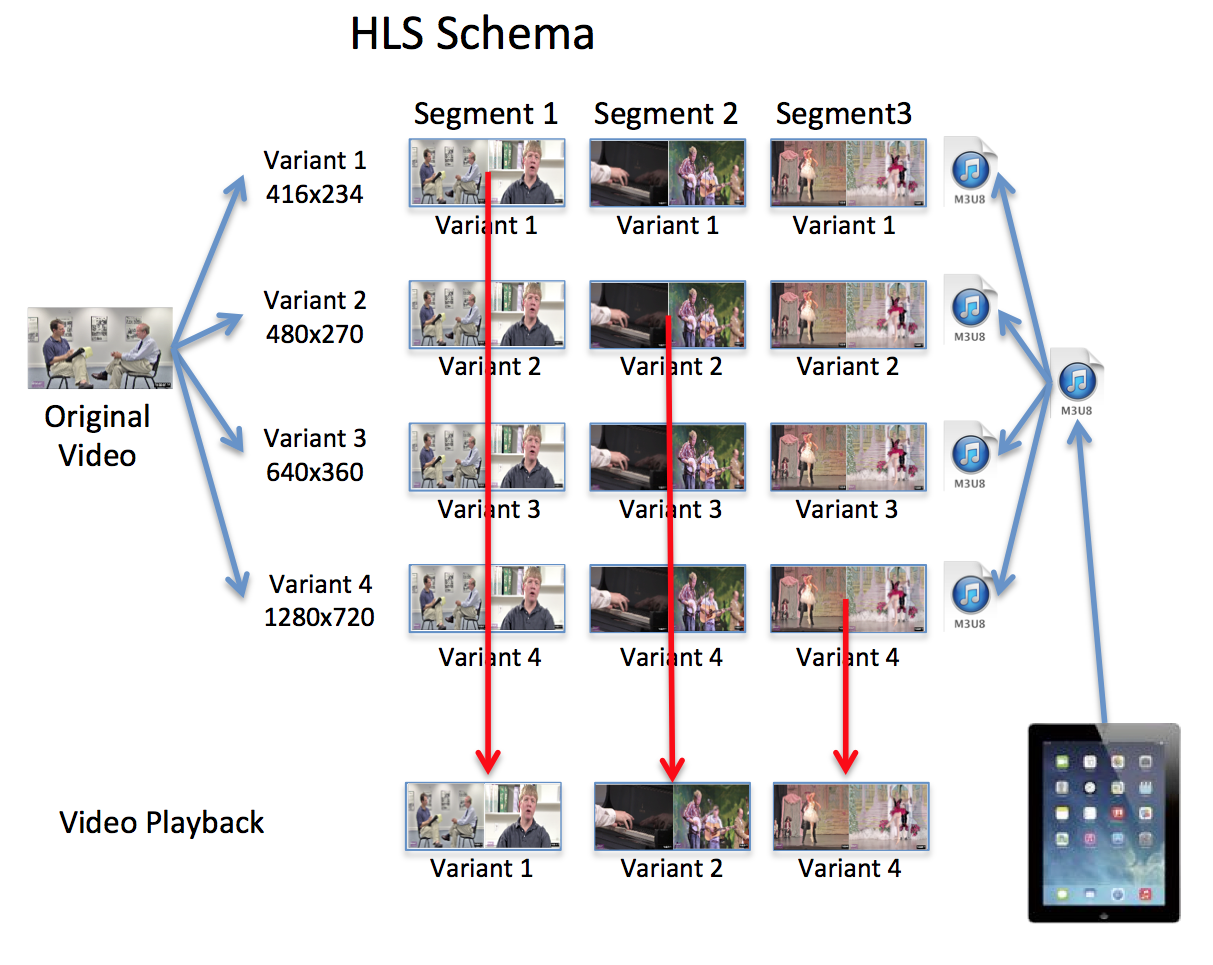 HLS Schema
Segment 1 Segment 2 Segment3
Variant 1
416x234
M3U8
Variant 1 Variant 1 Variant 1
Variant 2
480x270
M3U8
Variant 2 Variant 2 Variant 2
M3U8
Original
Video
Variant 3
640x360
M3U8
Variant 3 Variant 3 Variant 3
Variant 4
1280x720
M3U8
Variant 4 Variant 4 Variant 4
Video Playback
Variant 1 Variant 2 Variant 4